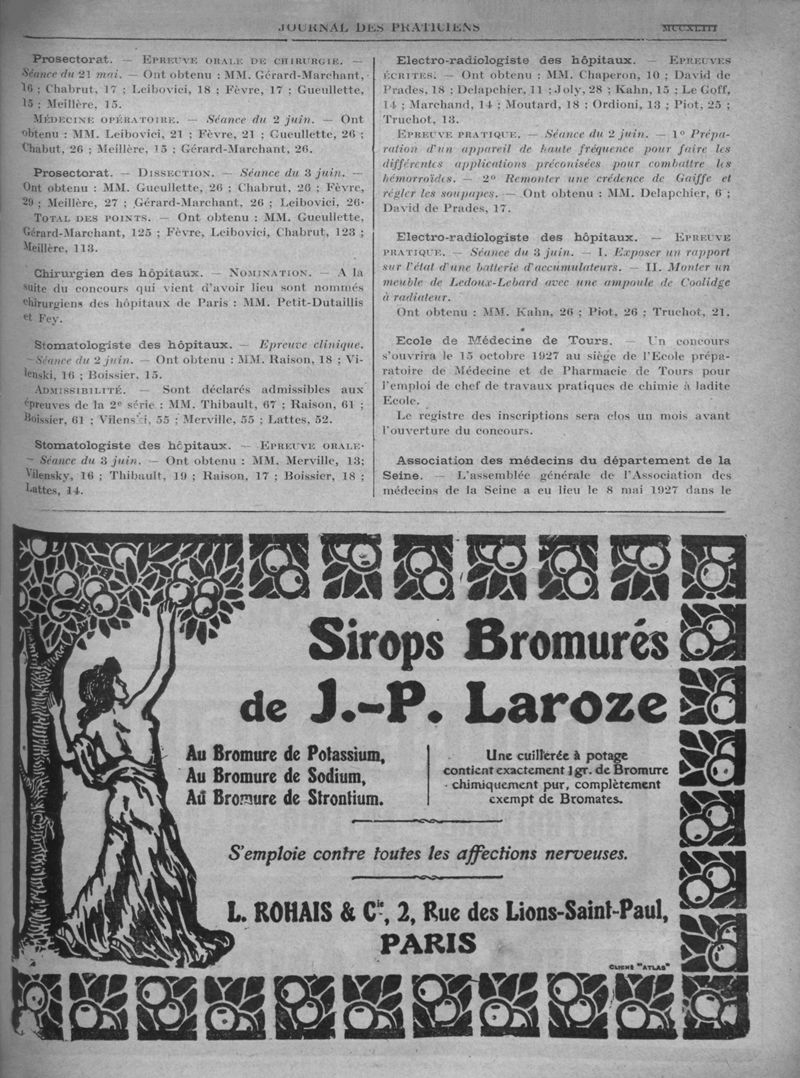 JOURNAL DES PRATICIENS
MCCXLIII
Prosectorat. — EPREUVE ORALE DE CHIRURGIE. —
Séance du 21 mai. — Ont obtenu : MM. Gérard-Marchant,
16 ; Chabrut, 17 ; Leibovici, 18 ; Fèvre, 17 ; Gueullette,
15 ; Meillère, 15.
MÉDECINE OPÉRATOIRE. — Séance du 2 juin. — Ont
obtenu : MM. Leibovici, 21 ; Fèvre, 21 ; Gueullette, 26 ;
Chabut, 26 ; Meillère, 15 ; Gérard-Marchant, 26.
Prosectorat. — DISSECTION. — Séance du 3 juin. —
Ont obtenu : MM. Gueullette, 26 ; Chabrut, 26 ; Fèvre,
29 ; Meillère, 27 ; Gérard-Marchant, 26 ; Leibovici, 26.
TOTAL DES POINTS. — Ont obtenu : MM. Gueullette,
Gérard-Marchant, 125 ; Fèvre, Leibovici, Chabrut, 123 ;
Meillère, 113.
Chirurgien des hôpitaux. — NOMINATION. — A la
suite du concours qui vient d'avoir lieu sont nommés
chirurgiens des hôpitaux de Paris : MM. Petit-Dutaillis
et Fey.
Stomatologiste des hôpitaux. — Epreuve clinique.
— Séance du 2 juin. — Ont obtenu : MM. Raison, 18 ; Vi-
lenski, 16 ; Boissier, 15.
ADMISSIBILITÉ. — Sont déclarés admissibles aux
épreuves de la 2e série : MM. Thibault, 67 ; Raison, 61 ;
Boissier, 61 ; Vilenski, 55 ; Merville, 55 ; Lattes, 52.
Stomatologiste des hôpitaux. — EPREUVE ORALE.
— Séance du 3 juin. — Ont obtenu : MM. Merville, 13;
Vilensky, 16 ; Thibault, 19 ; Raison, 17 ; Boissier, 18 ;
Lattes, 14.
Electro-radiologiste des hôpitaux. — EPREUVES
ÉCRITES. — Ont obtenu : MM. Chaperon, 10 ; David de
Prades, 18 ; Delapchier, 11 ; Joly, 28 ; Kahn, 15 ; Le Goff,
14 ; Marchand, 14 ; Moutard, 18 ; Ordioni, 13 ; Piot, 25 ;
Truchot, 13.
EPREUVE PRATIQUE. — Séance du 2 juin. — 1° Prépa-
ration d'un appareil de haute fréquence pour faire les
différentes applications préconisées pour combattre les
hémorroïdes. — 2° Remonter une crédence de Gaiffe et
régler les soupapes. — Ont obtenu : MM. Delapchier, 6 ;
David de Prades, 17.
Electro-radiologiste des hôpitaux. — EPREUVE
PRATIQUE. — Séance du 3 juin. — I. Exposer un rapport
sur l'état d'une batterie d'accumulateurs. — II. Monter un
meuble de Ledoux-Lebard avec une ampoule de Coolidge
à radiateur.
Ont obtenu : MM. Kahn, 26 ; Piot, 26 ; Truchot, 21.
Ecole de Médecine de Tours. — Un concours
s'ouvrira le 15 octobre 1927 au siège de l'Ecole prépa-
ratoire de Médecine et de Pharmacie de Tours pour
l'emploi de chef de travaux pratiques de chimie à ladite
Ecole.
Le registre des inscriptions sera clos un mois avant
l'ouverture du concours.
Association des médecins du département de la
Seine. — L'assemblée générale de l'Association des
médecins de la Seine a eu lieu le 8 mai 1927 dans le
Sirops Bromurés
de J.-P. Laroze
Au Bromure de Potassium,
Au Bromure de Sodium,
Au Bromure de Strontium.
Une cuillerée à potage
contient exactement 1 gr. de Bromure
chimiquement pur, complètement
exempt de Bromates.
S'emploie contre toutes les affections nerveuses.
L. ROHAIS & Cie, 2, Rue des Lions-Saint-Paul,
PARIS
CLICHÉ "ATLAS"